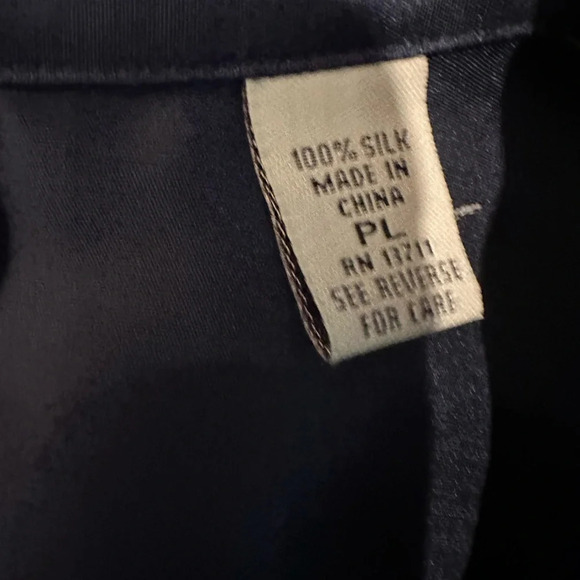 100% SILK
MADE IN
CHINA
PL
RN 13711
SEE REVERSE
FOR CARE